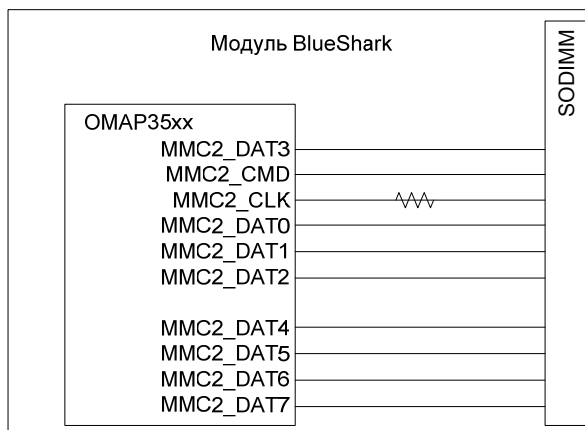 Модуль BlueShark
SODIMM
OMAP35xx
MMC2_DAT3
MMC2_CMD
MMC2_CLK
MMC2_DAT0
MMC2_DAT1
MMC2_DAT2
MMC2_DAT4
MMC2_DAT5
MMC2_DAT6
MMC2_DAT7